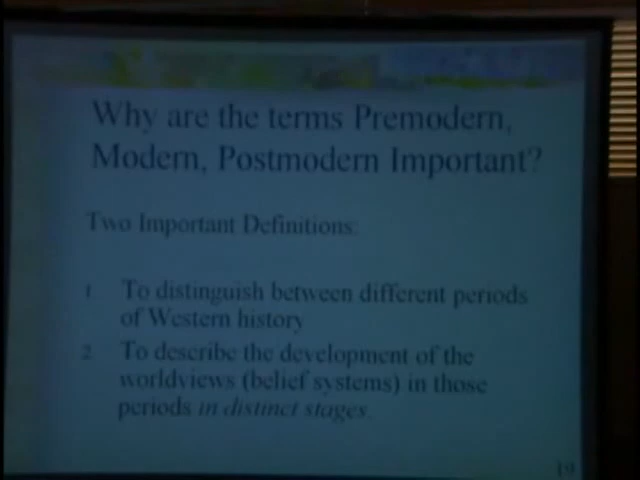 Why are the terms Premodern,
Modern, Postmodern Important?
Two Important Definitions:
1. To distinguish between different periods
of Western history
2. To describe the development of the
worldviews (belief systems) in those
periods in distinct stages.
19